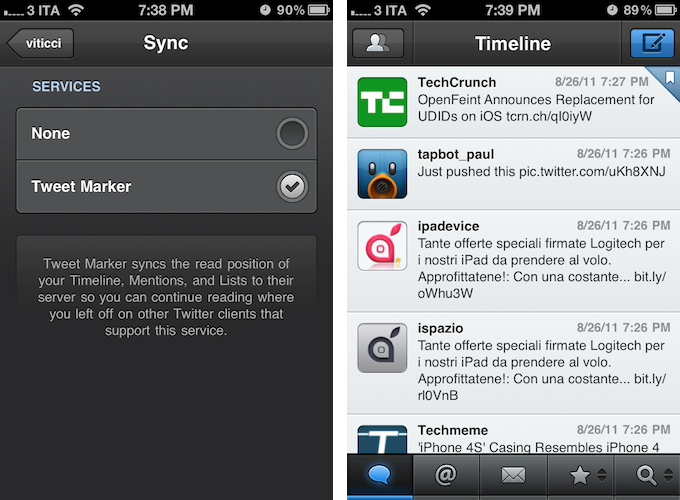 3 ITA 7:38 PM 90%
viticci Sync
SERVICES
None
Tweet Marker
Tweet Marker syncs the read position of
your Timeline, Mentions, and Lists to their
server so you can continue reading where
you left off on other Twitter clients that
support this service.
3 ITA 7:39 PM 89%
Timeline
TechCrunch 8/26/11 7:27 PM
OpenFeint Announces Replacement for
UDIDs on iOS tcrn.ch/qI0iyW
TC
tapbot_paul 8/26/11 7:26 PM
Just pushed this pic.twitter.com/uKh8XNJ
ipadevice 8/26/11 7:26 PM
Tante offerte speciali firmate Logitech per
i nostri iPad da prendere al volo.
Approfittatene!: Con una costante... bit.ly/
oWhu3W
ispazio 8/26/11 7:26 PM
Tante offerte speciali firmate Logitech per
i nostri iPad da prendere al volo.
Approfittatene!: Con una costante... bit.ly/
rl0VnB
Techmeme 8/26/11 7:26 PM
'iPhone 4S' Casing Resembles iPhone 4
T
@